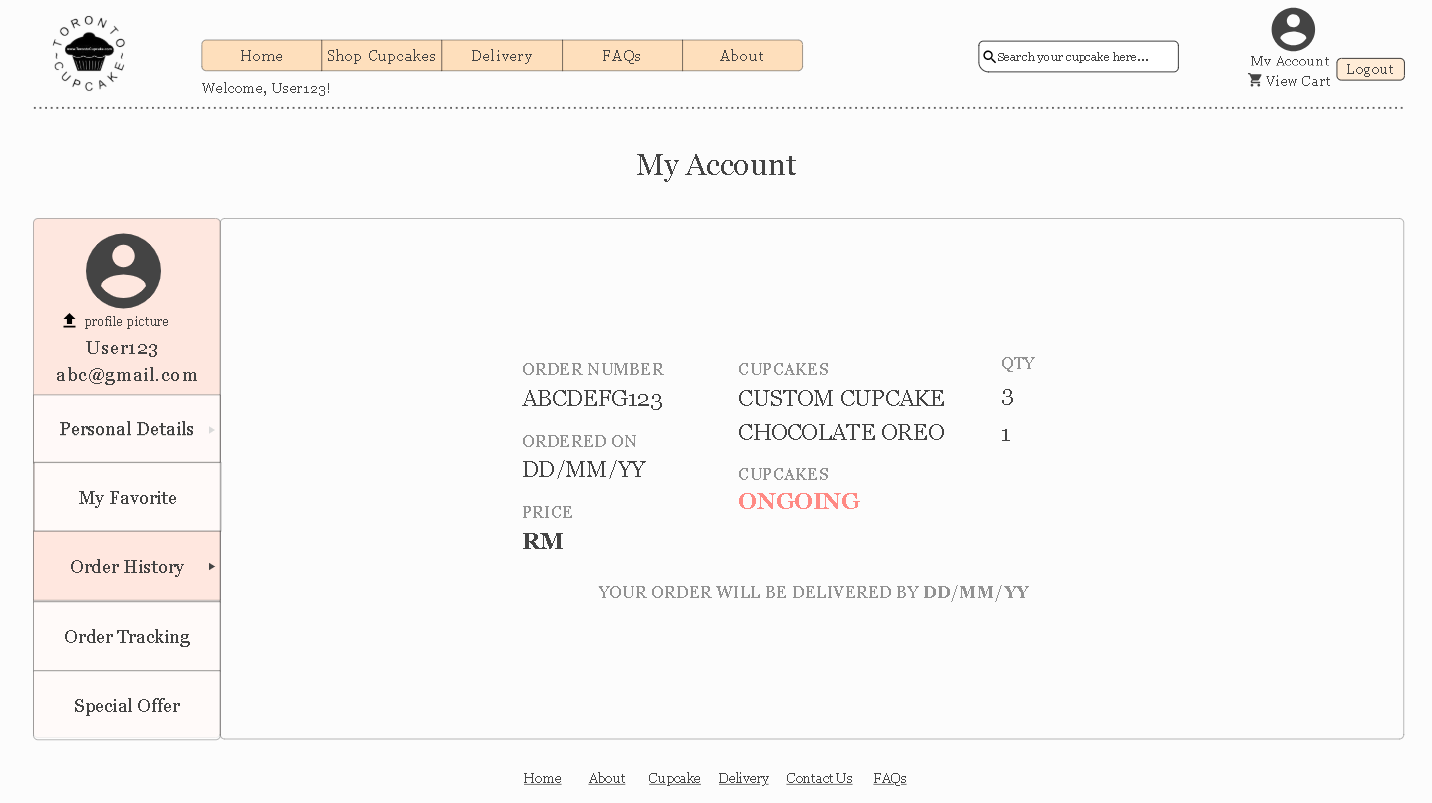 TORONTO
www.TorontoCupcake.com
CUPCAKE
Home Shop Cupcakes Delivery FAQs About
Search your cupcake here...
My Account
View Cart
Logout
Welcome, User123!
My Account
profile picture
User123
abc@gmail.com
Personal Details
My Favorite
Order History
Order Tracking
Special Offer
ORDER NUMBER
ABCDEFG123
ORDERED ON
DD/MM/YY
PRICE
RM
CUPCAKES
CUSTOM CUPCAKE
CHOCOLATE OREO
CUPCAKES
ONGOING
QTY
3
1
YOUR ORDER WILL BE DELIVERED BY DD/MM/YY
Home About Cupcake Delivery Contact Us FAQs